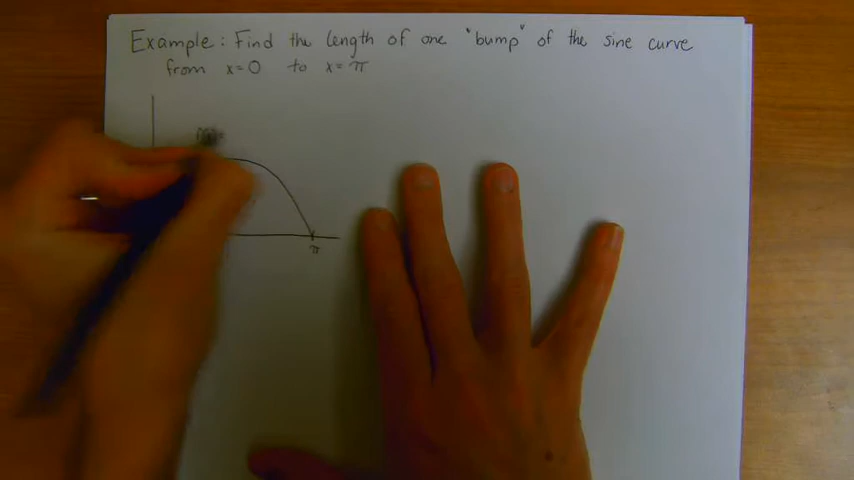 Example: Find the length of one "bump" of the sine curve
from x=0 to x=π
π